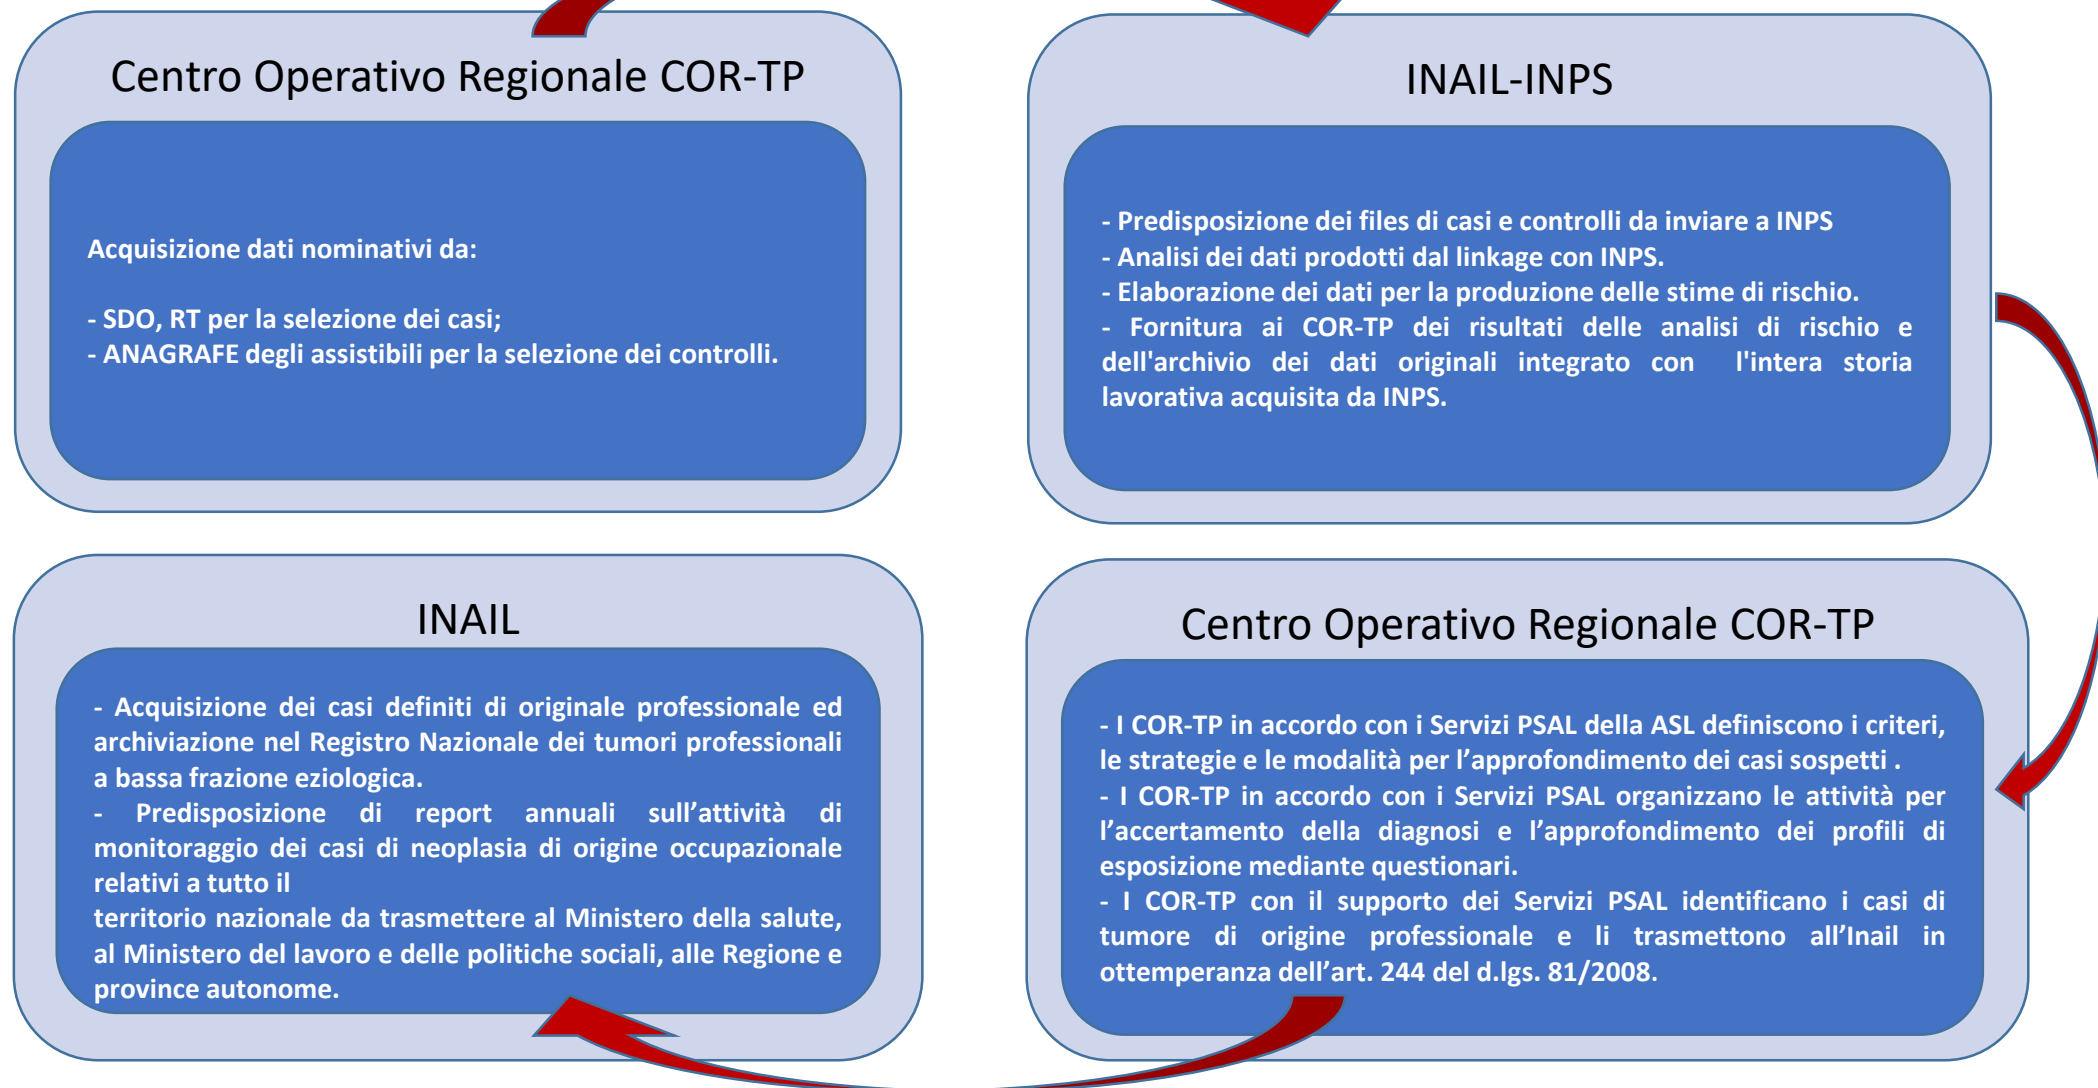 Centro Operativo Regionale COR-TP
Acquisizione dati nominativi da:
- SDO, RT per la selezione dei casi;
- ANAGRAFE degli assistibili per la selezione dei controlli.
INAIL-INPS
- Predisposizione dei files di casi e controlli da inviare a INPS
- Analisi dei dati prodotti dal linkage con INPS.
- Elaborazione dei dati per la produzione delle stime di rischio.
- Fornitura ai COR-TP dei risultati delle analisi di rischio e
dell'archivio dei dati originali integrato con l'intera storia
lavorativa acquisita da INPS.
INAIL
- Acquisizione dei casi definiti di originale professionale ed
archiviazione nel Registro Nazionale dei tumori professionali
a bassa frazione eziologica.
- Predisposizione di report annuali sull’attività di
monitoraggio dei casi di neoplasia di origine occupazionale
relativi a tutto il
territorio nazionale da trasmettere al Ministero della salute,
al Ministero del lavoro e delle politiche sociali, alle Regione e
province autonome.
Centro Operativo Regionale COR-TP
- I COR-TP in accordo con i Servizi PSAL della ASL definiscono i criteri,
le strategie e le modalità per l’approfondimento dei casi sospetti .
- I COR-TP in accordo con i Servizi PSAL organizzano le attività per
l’accertamento della diagnosi e l’approfondimento dei profili di
esposizione mediante questionari.
- I COR-TP con il supporto dei Servizi PSAL identificano i casi di
tumore di origine professionale e li trasmettono all’Inail in
ottemperanza dell’art. 244 del d.lgs. 81/2008.